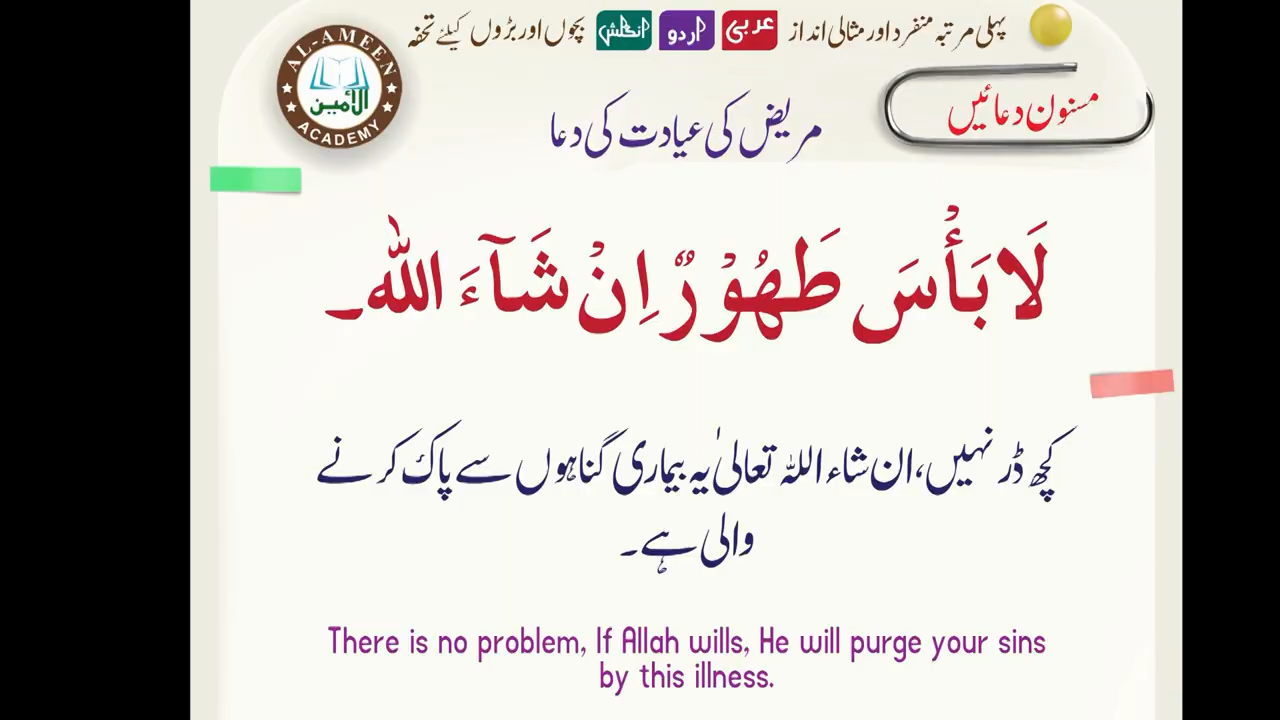 پہلی مرتبہ منفرد اور مثالی انداز عربی اردو انگلش بچوں اور بڑوں کیلئے تحفہ
AL-AMEEN
الأمين
ACADEMY
مسنون دعائیں
مریض کی عیادت کی دعا
لَا بَأْسَ طَهُوْرٌ اِنْ شَآءَ اللّٰه۔
کچھ ڈر نہیں، ان شاء اللہ تعالیٰ یہ بیماری گناہوں سے پاک کرنے
والی ہے۔
There is no problem, If Allah wills, He will purge your sins
by this illness.